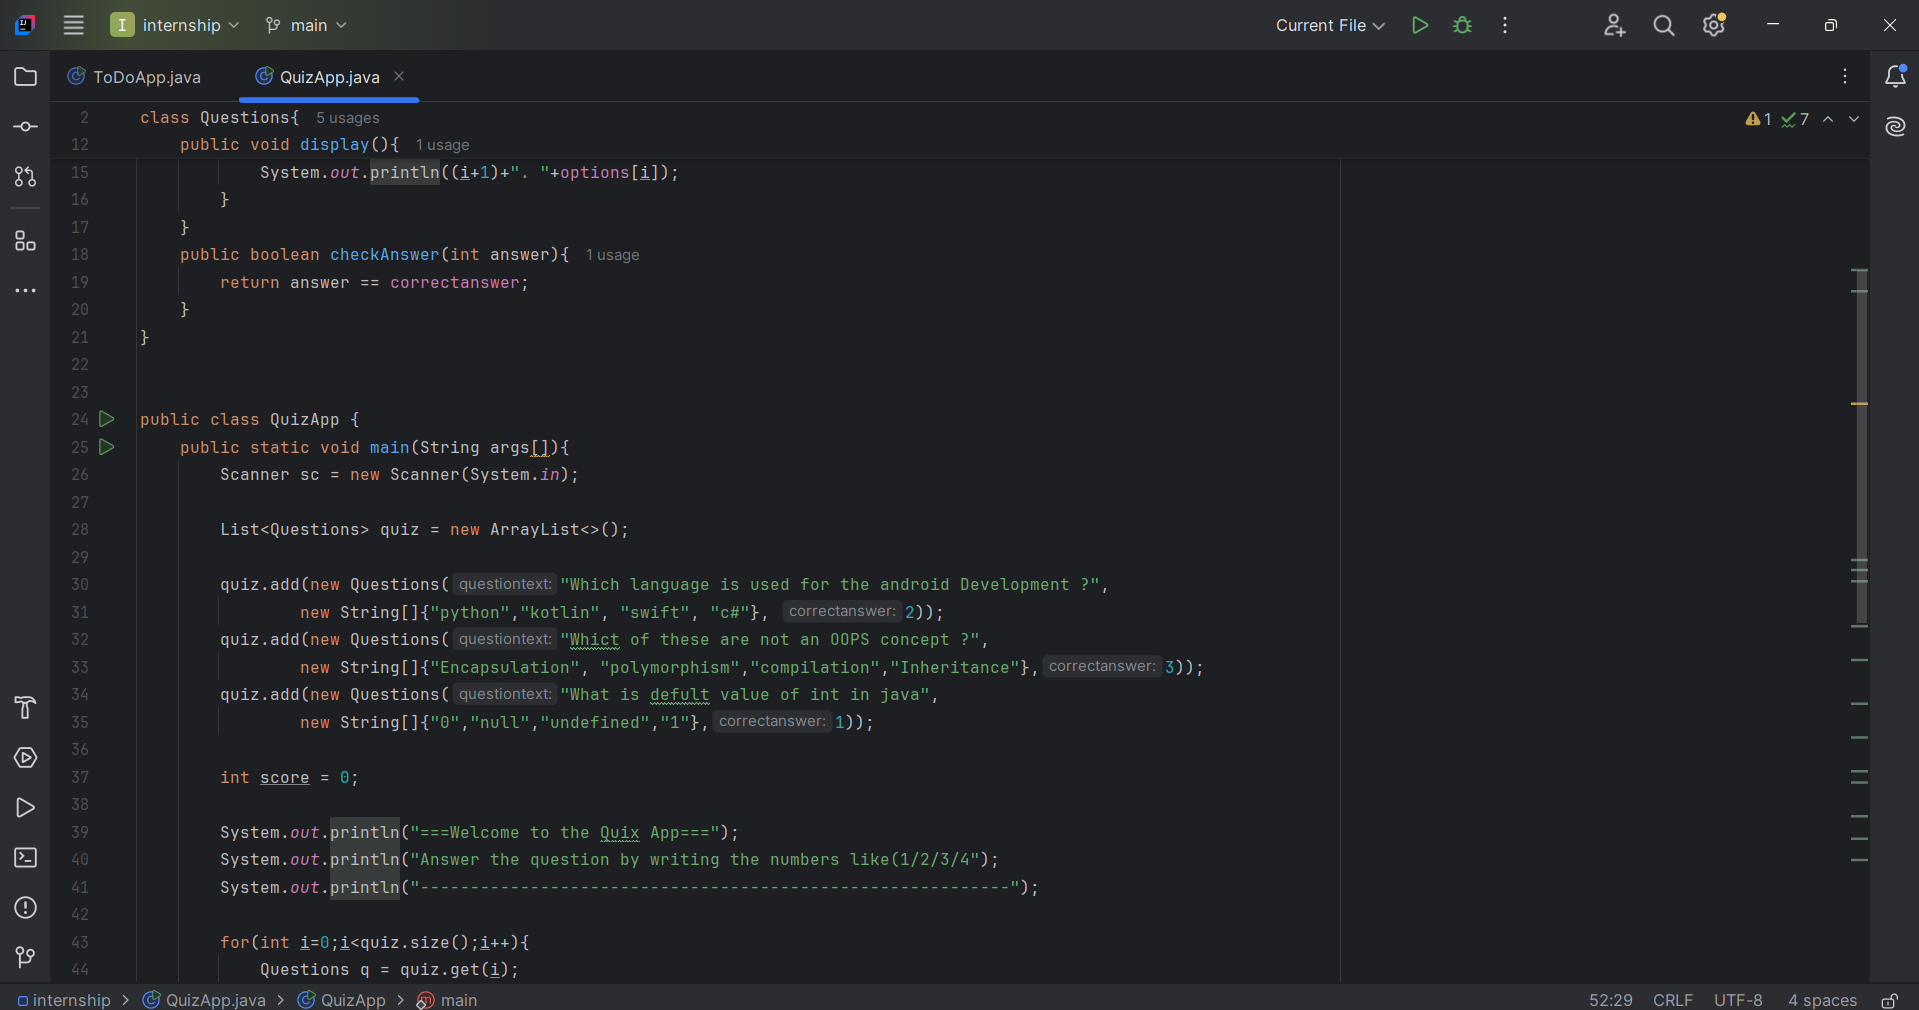 I internship main Current File
ToDoApp.java QuizApp.java
2 class Questions{ 5 usages 1 7
12 public void display(){ 1 usage
15 System.out.println((i+1)+". "+options[i]);
16 }
17 }
18 public boolean checkAnswer(int answer){ 1 usage
19 return answer == correctanswer;
20 }
21 }
22
23
24 public class QuizApp {
25 public static void main(String args[]){
26 Scanner sc = new Scanner(System.in);
27
28 List<Questions> quiz = new ArrayList<>();
29
30 quiz.add(new Questions( questiontext: "Which language is used for the android Development ?",
31 new String[]{"python","kotlin", "swift", "c#"}, correctanswer: 2));
32 quiz.add(new Questions( questiontext: "Whict of these are not an OOPS concept ?",
33 new String[]{"Encapsulation", "polymorphism","compilation","Inheritance"}, correctanswer: 3));
34 quiz.add(new Questions( questiontext: "What is defult value of int in java",
35 new String[]{"0","null","undefined","1"}, correctanswer: 1));
36
37 int score = 0;
38
39 System.out.println("===Welcome to the Quix App===");
40 System.out.println("Answer the question by writing the numbers like(1/2/3/4");
41 System.out.println("-----------------------------------------------------------");
42
43 for(int i=0;i<quiz.size();i++){
44 Questions q = quiz.get(i);
internship > QuizApp.java > QuizApp > main 52:29 CRLF UTF-8 4 spaces